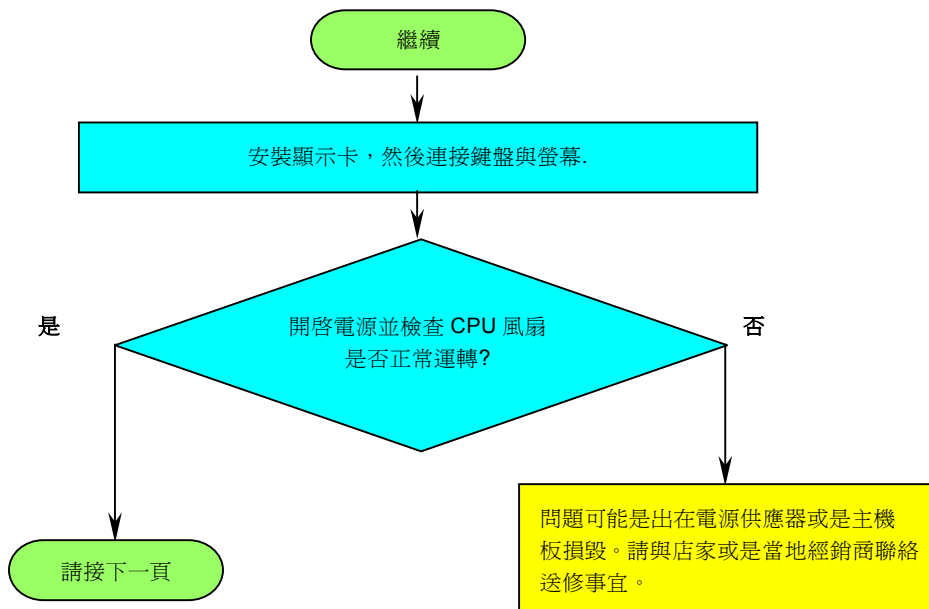 繼續
安裝顯示卡，然後連接鍵盤與螢幕.
是
開啓電源並檢查 CPU 風扇
是否正常運轉?
否
問題可能是出在電源供應器或是主機
板損毀。請與店家或是當地經銷商聯絡
送修事宜。
請接下一頁